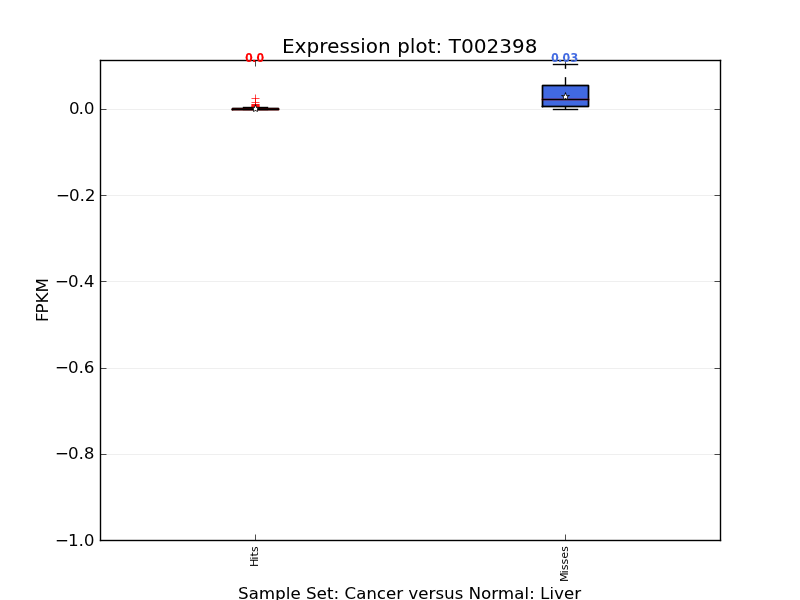 Expression plot: T002398
0.0
0.03
0.0
−0.2
−0.4
−0.6
−0.8
−1.0
FPKM
Hits
Misses
Sample Set: Cancer versus Normal: Liver